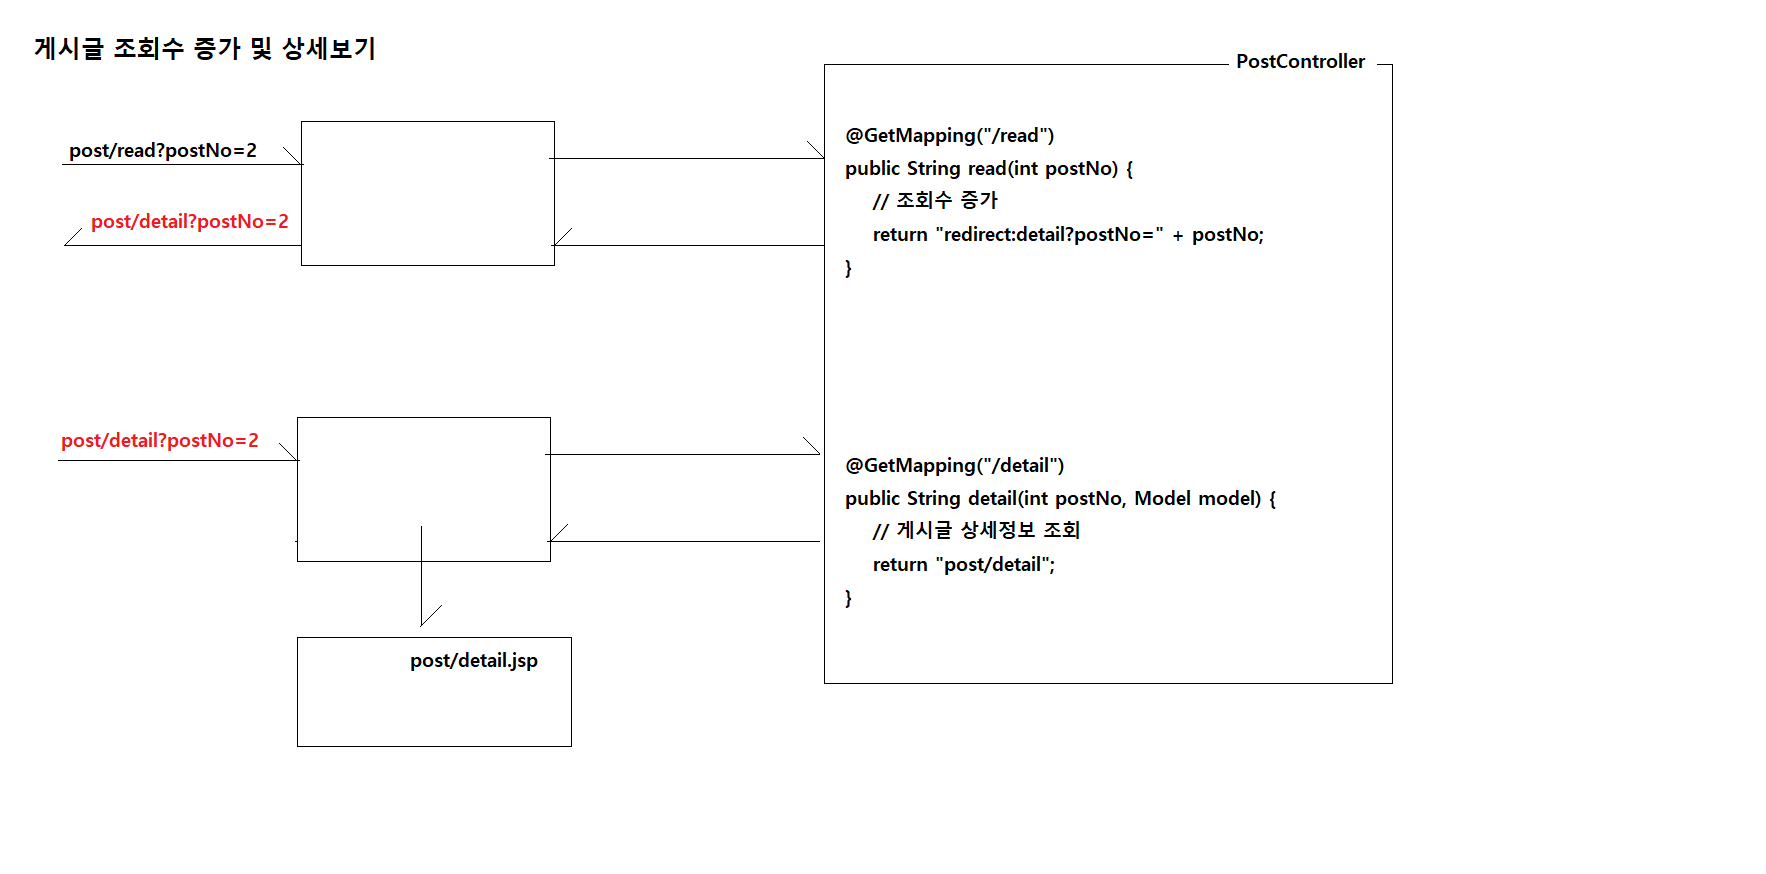 게시글 조회수 증가 및 상세보기
PostController
post/read?postNo=2
post/detail?postNo=2
@GetMapping("/read")
public String read(int postNo) {
// 조회수 증가
return "redirect:detail?postNo=" + postNo;
}
post/detail?postNo=2
@GetMapping("/detail")
public String detail(int postNo, Model model) {
// 게시글 상세정보 조회
return "post/detail";
}
post/detail.jsp